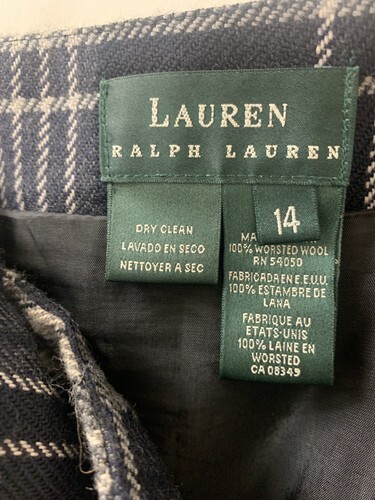 LAUREN
RALPH LAUREN
DRY CLEAN
LAVADO EN SECO
NETTOYER A SEC
14
MA
100% WORSTED WOOL
RN 54050
FABRICADA EN E.E.U.U.
100% ESTAMBRE DE
LANA
FABRIQUE AU
ETATS-UNIS
100% LAINE EN
WORSTED
CA 08349